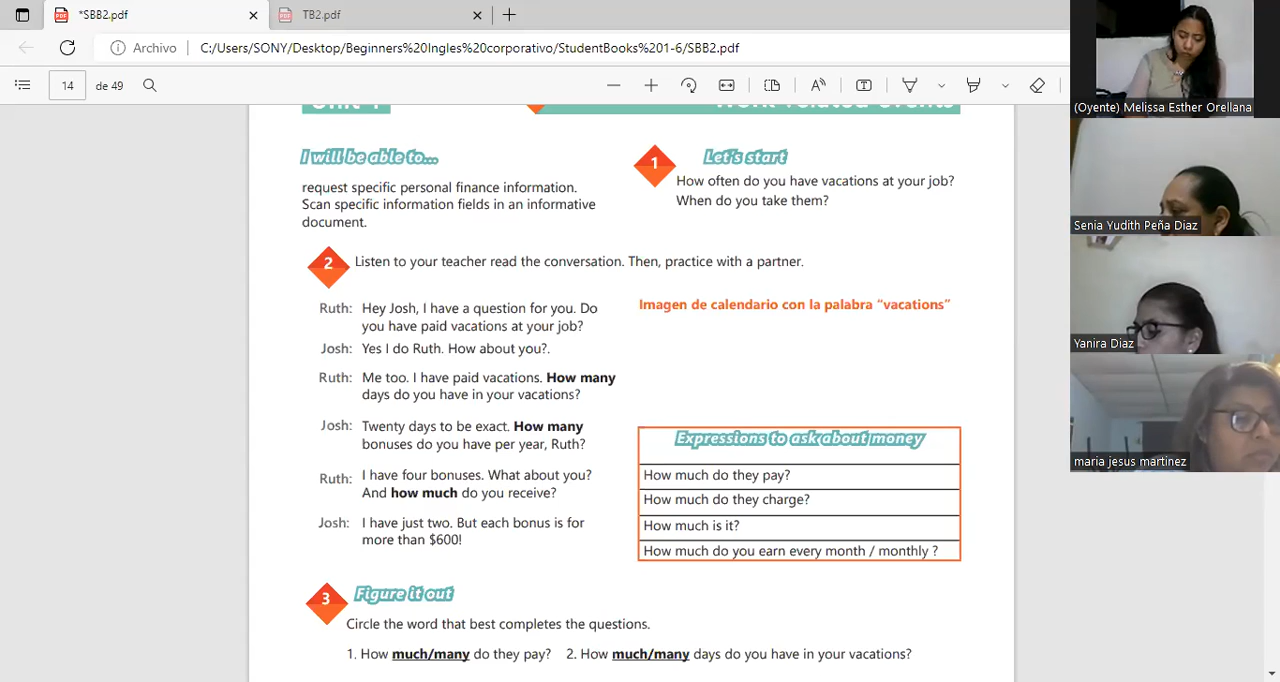 *SBB2.pdf
TB2.pdf
Archivo
C:/Users/SONY/Desktop/Beginners%20Ingles%20corporativo/StudentBooks%201-6/SBB2.pdf
14
de 49
Work-related events
I will be able to...
request specific personal finance information.
Scan specific information fields in an informative
document.
1
Let's start
How often do you have vacations at your job?
When do you take them?
2
Listen to your teacher read the conversation. Then, practice with a partner.
Ruth: Hey Josh, I have a question for you. Do
you have paid vacations at your job?
Josh: Yes I do Ruth. How about you?.
Ruth: Me too. I have paid vacations. How many
days do you have in your vacations?
Josh: Twenty days to be exact. How many
bonuses do you have per year, Ruth?
Ruth: I have four bonuses. What about you?
And how much do you receive?
Josh: I have just two. But each bonus is for
more than $600!
Imagen de calendario con la palabra “vacations”
Expressions to ask about money
How much do they pay?
How much do they charge?
How much is it?
How much do you earn every month / monthly ?
3
Figure it out
Circle the word that best completes the questions.
1. How much/many do they pay? 2. How much/many days do you have in your vacations?
(Oyente) Melissa Esther Orellana
Senia Yudith Peña Diaz
Yanira Diaz
maria jesus martinez